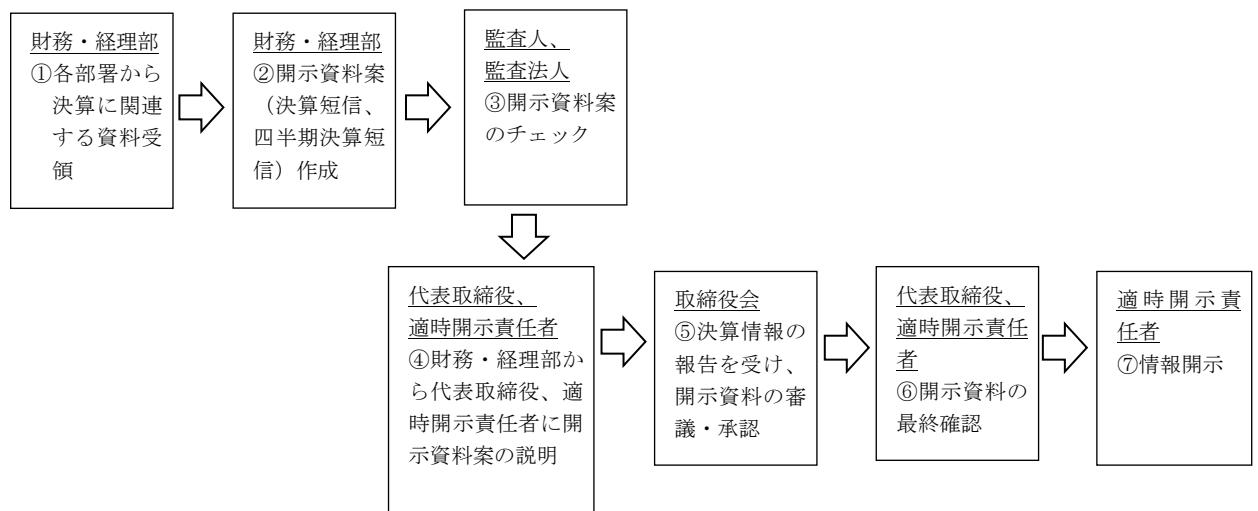 財務・経理部
①各部署から
決算に関連
する資料受
領
財務・経理部
②開示資料案
（決算短信、
四半期決算短
信）作成
監査人、
監査法人
③開示資料案
のチェック
代表取締役、
適時開示責任者
④財務・経理部か
ら代表取締役、適
時開示責任者に開
示資料案の説明
取締役会
⑤決算情報の
報告を受け、
開示資料の審
議・承認
代表取締役、
適時開示責任
者
⑥開示資料の
最終確認
適時開示責
任者
⑦情報開示